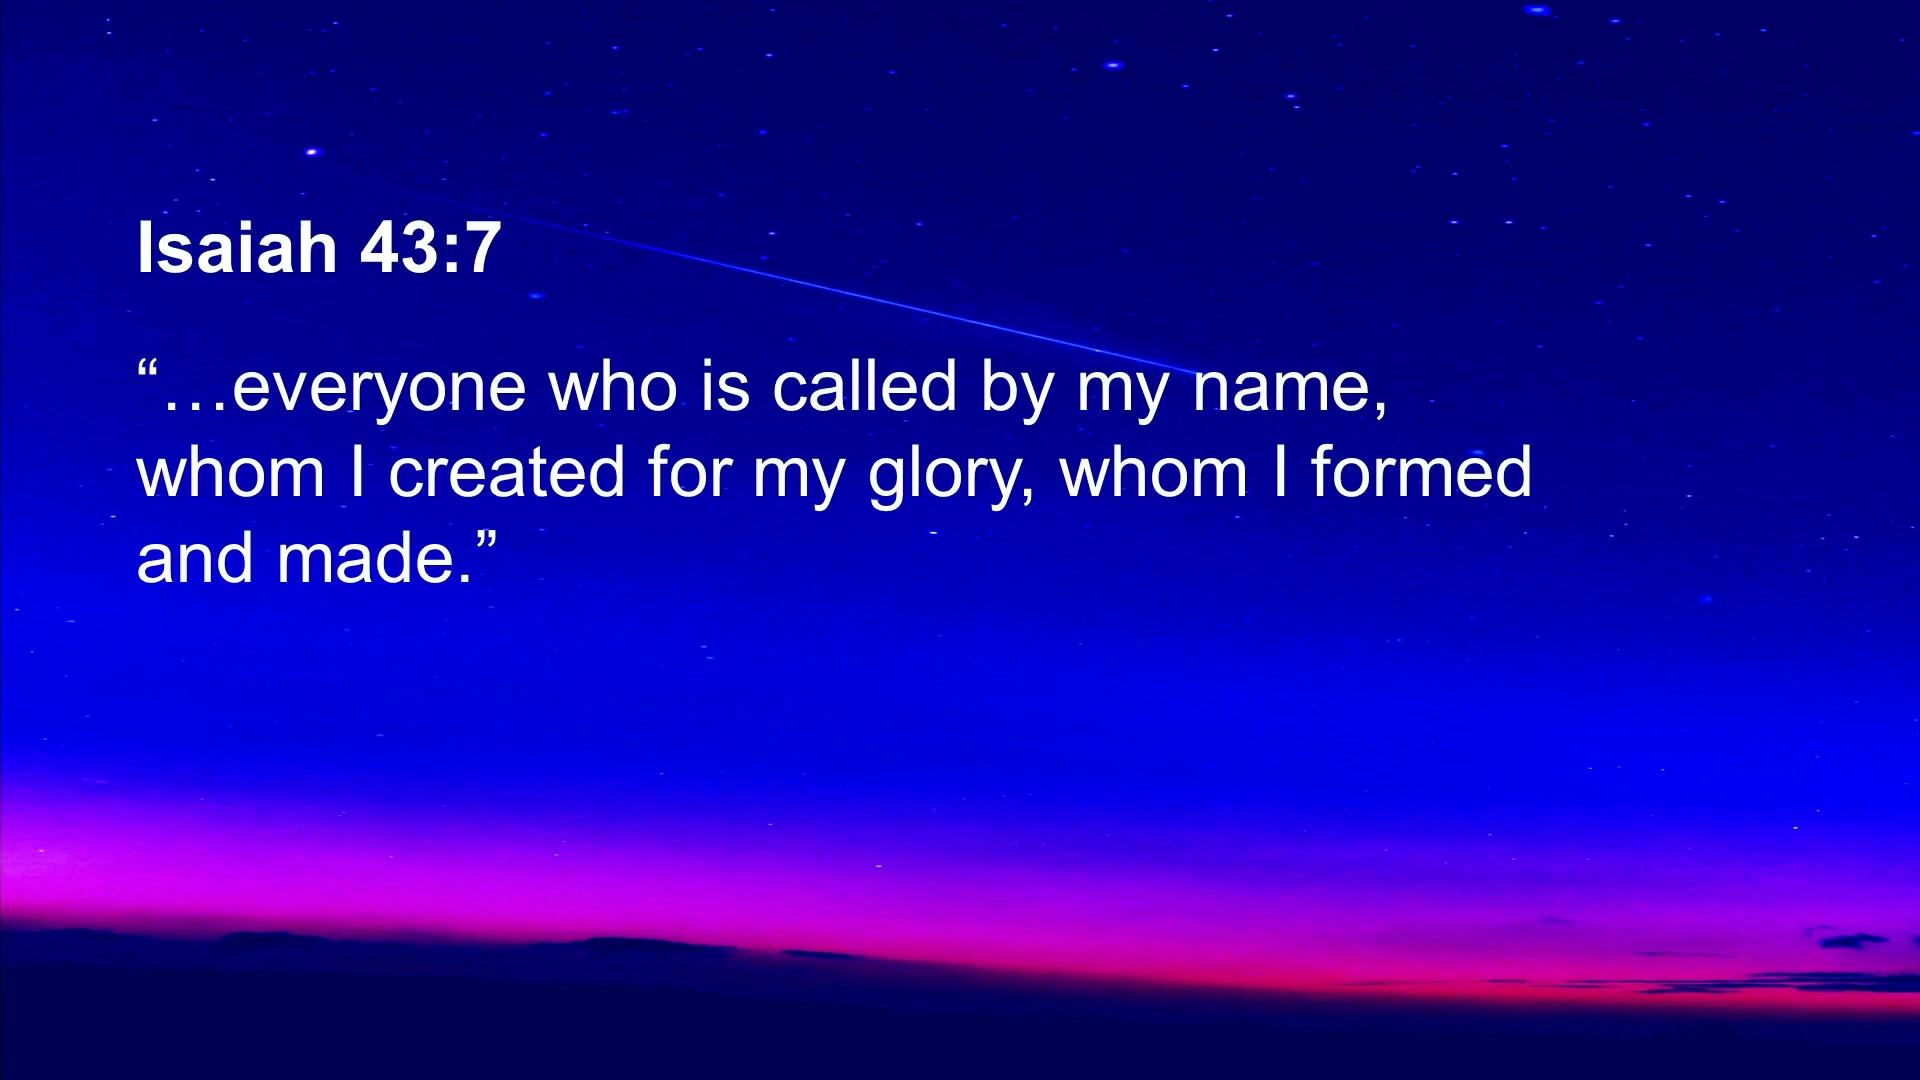 Isaiah 43:7
“…everyone who is called by my name,
whom I created for my glory, whom I formed
and made.”